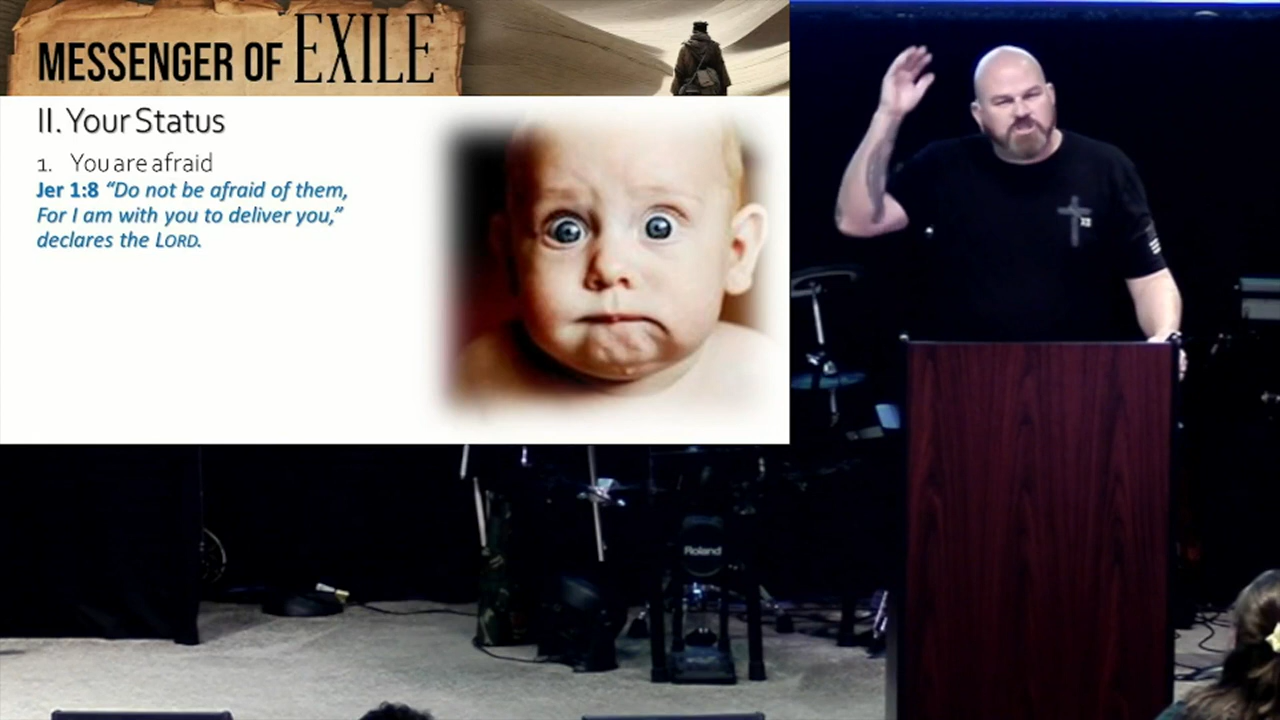 MESSENGER OF EXILE
II. Your Status
1. You are afraid
Jer 1:8 “Do not be afraid of them,
For I am with you to deliver you,”
declares the LORD.
Roland